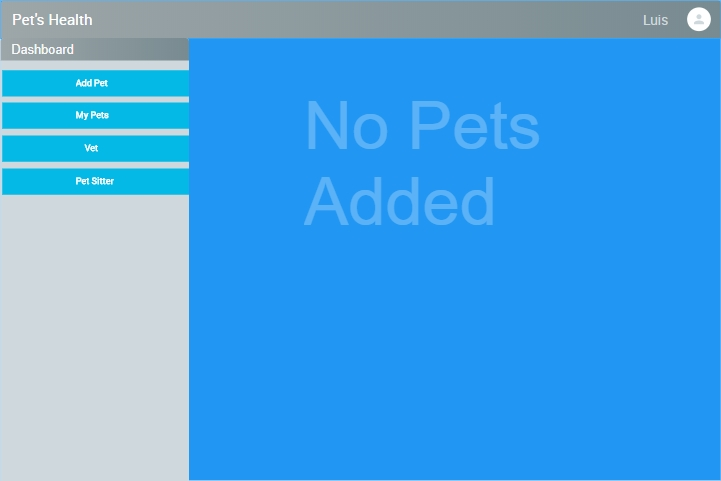 Pet's Health
Luis
Dashboard
Add Pet
My Pets
Vet
Pet Sitter
No Pets
Added